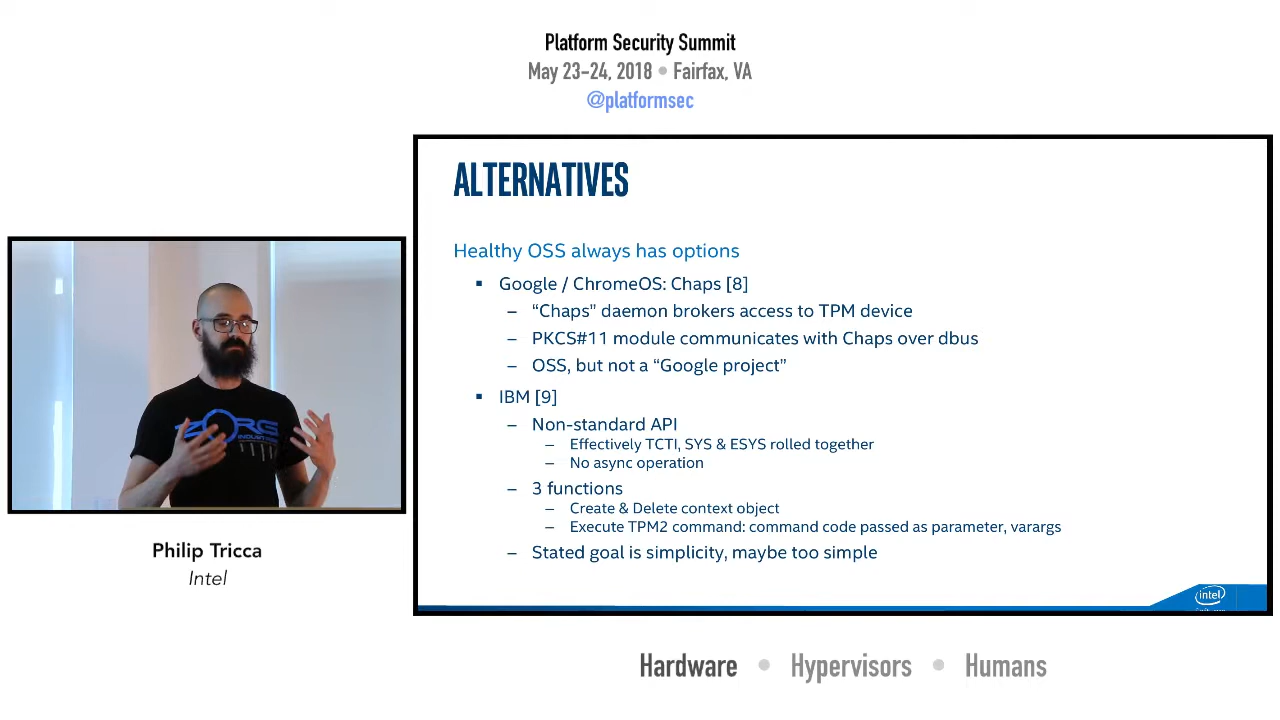 Platform Security Summit
May 23-24, 2018 • Fairfax, VA
@platformsec
ALTERNATIVES
Healthy OSS always has options
▪ Google / ChromeOS: Chaps [8]
– “Chaps” daemon brokers access to TPM device
– PKCS#11 module communicates with Chaps over dbus
– OSS, but not a “Google project”
▪ IBM [9]
– Non-standard API
– Effectively TCTI, SYS & ESYS rolled together
– No async operation
– 3 functions
– Create & Delete context object
– Execute TPM2 command: command code passed as parameter, varargs
– Stated goal is simplicity, maybe too simple
intel
ZORG
INDUSTRIES
Philip Tricca
Intel
Hardware • Hypervisors • Humans